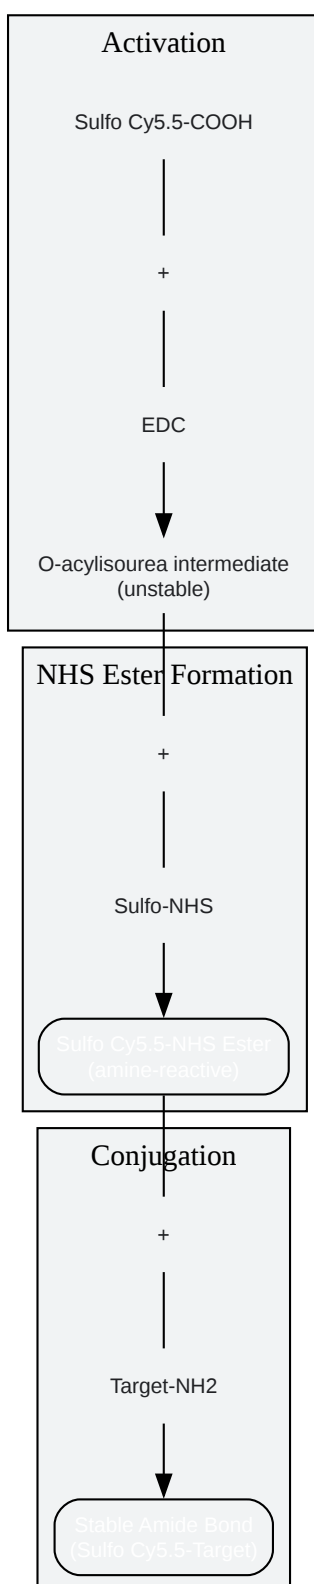 Activation
Sulfo Cy5.5-COOH
+
EDC
O-acylisourea intermediate
(unstable)
NHS Ester Formation
+
Sulfo-NHS
Sulfo Cy5.5-NHS Ester
(amine-reactive)
Conjugation
+
Target-NH2
Stable Amide Bond
(Sulfo Cy5.5-Target)